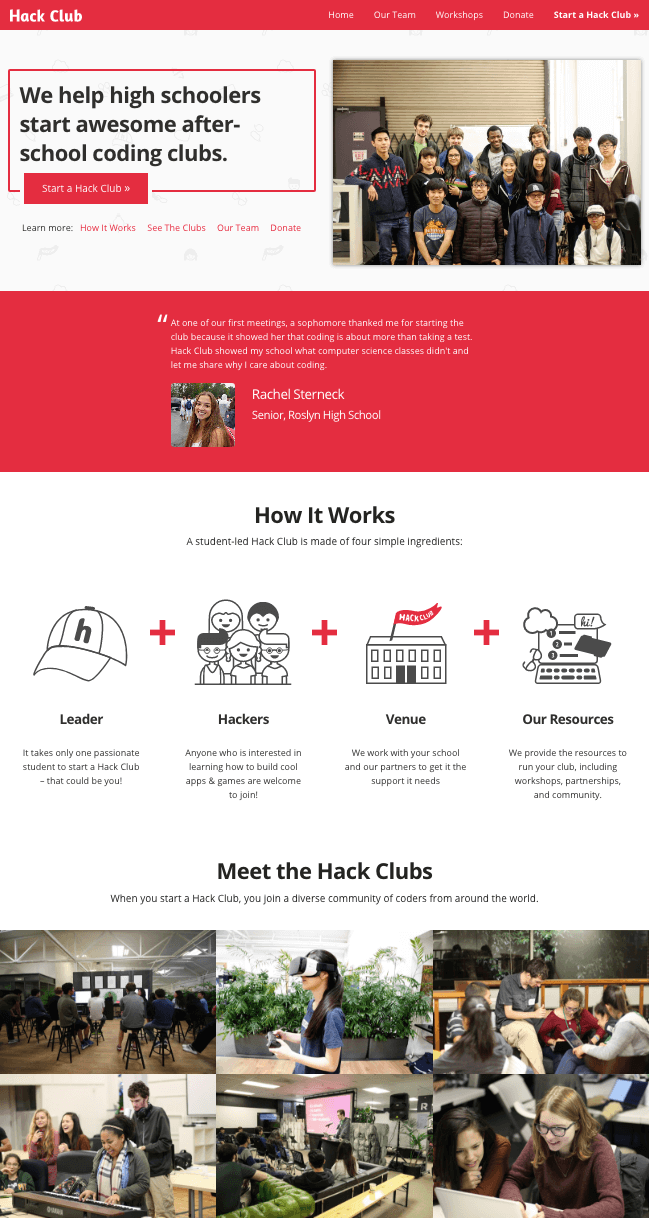 Hack Club
Home Our Team Workshops Donate Start a Hack Club »
We help high schoolers
start awesome after-
school coding clubs.
Start a Hack Club »
Learn more: How It Works See The Clubs Our Team Donate
“ At one of our first meetings, a sophomore thanked me for starting the
club because it showed her that coding is about more than taking a test.
Hack Club showed my school what computer science classes didn't and
let me share why I care about coding.
Rachel Sterneck
Senior, Roslyn High School
How It Works
A student-led Hack Club is made of four simple ingredients:
h
+
+
HACK CLUB
+
hi!
1
2
3
Leader
It takes only one passionate
student to start a Hack Club
– that could be you!
Hackers
Anyone who is interested in
learning how to build cool
apps & games are welcome
to join!
Venue
We work with your school
and our partners to get it the
support it needs
Our Resources
We provide the resources to
run your club, including
workshops, partnerships,
and community.
Meet the Hack Clubs
When you start a Hack Club, you join a diverse community of coders from around the world.